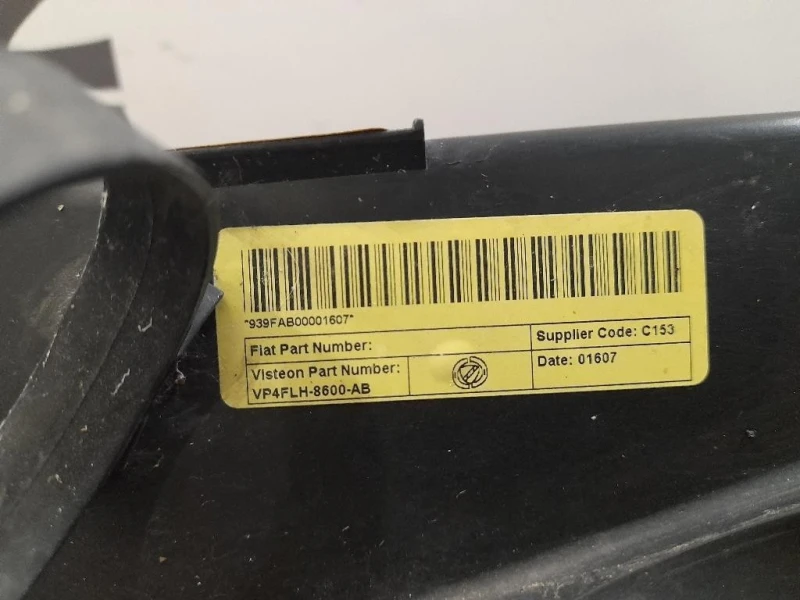 *939FAB00001607*
Fiat Part Number:
Supplier Code: C153
Visteon Part Number:
VP4FLH-8600-AB
Date: 01607